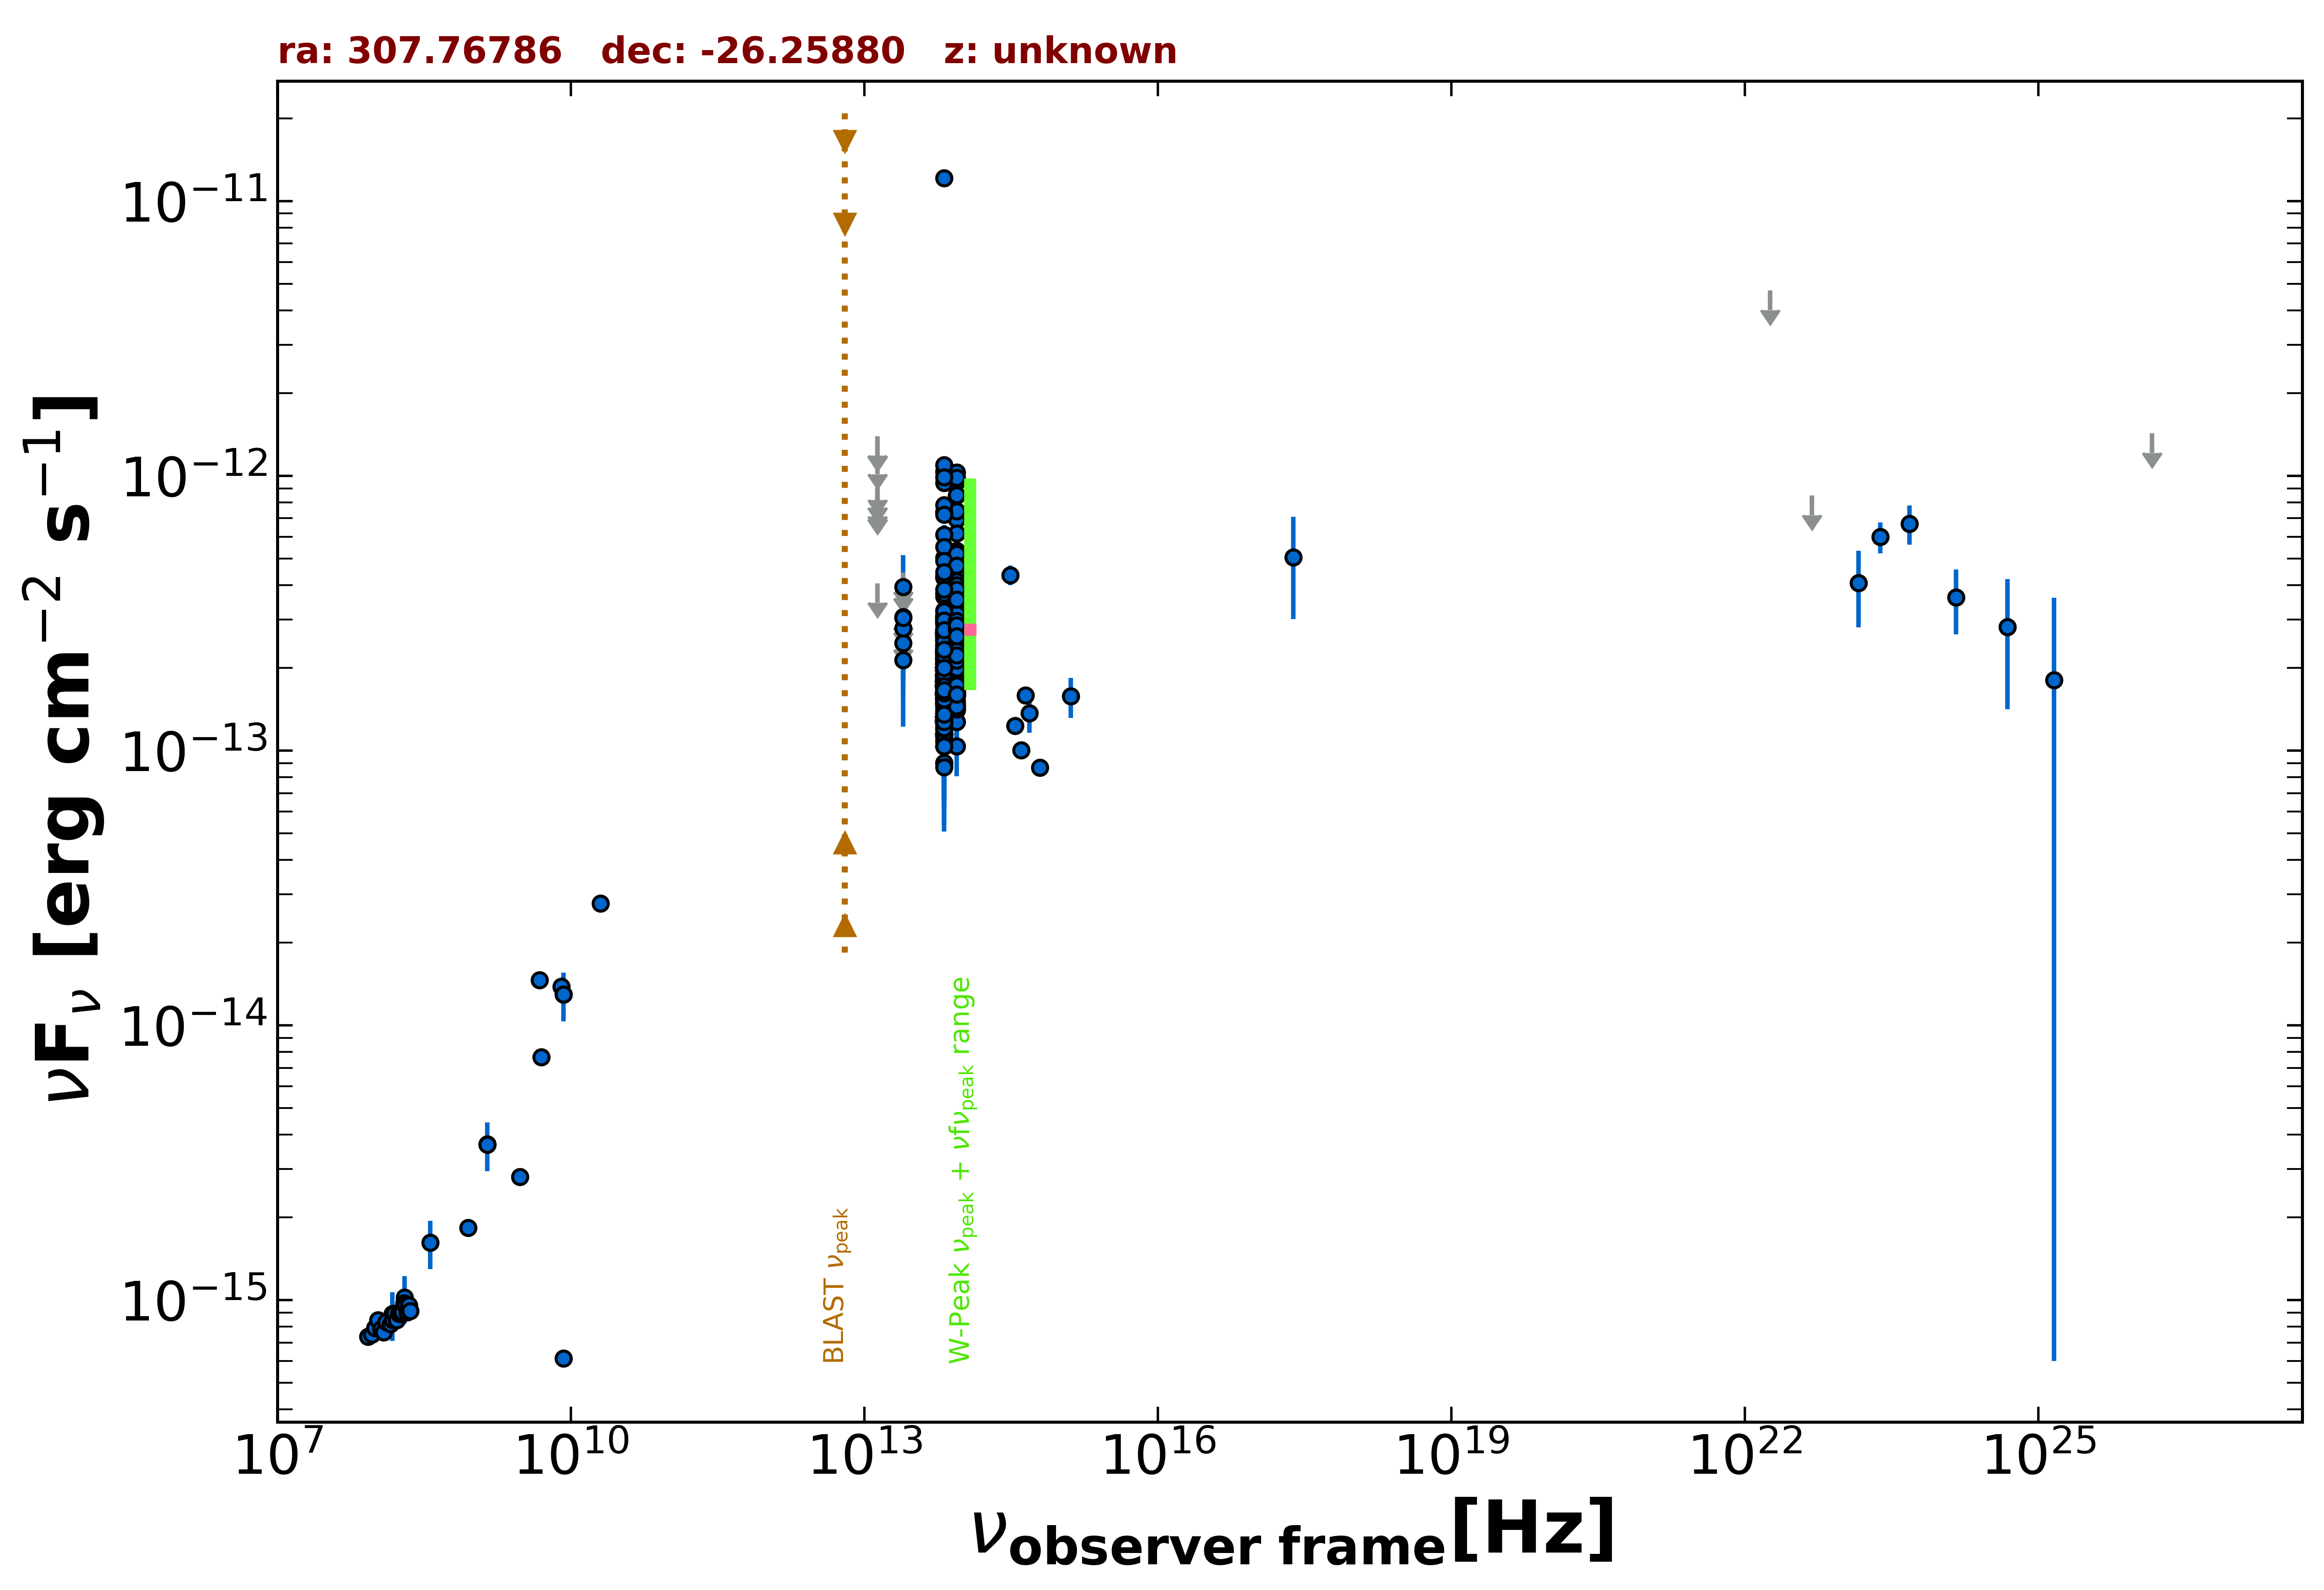 ra: 307.76786   dec: -26.25880   z: unknown
νFν [erg cm−2 s−1]
10−11
10−12
10−13
10−14
10−15
BLAST νpeak
W-Peak νpeak + νfνpeak range
107
1010
1013
1016
1019
1022
1025
νobserver frame[Hz]